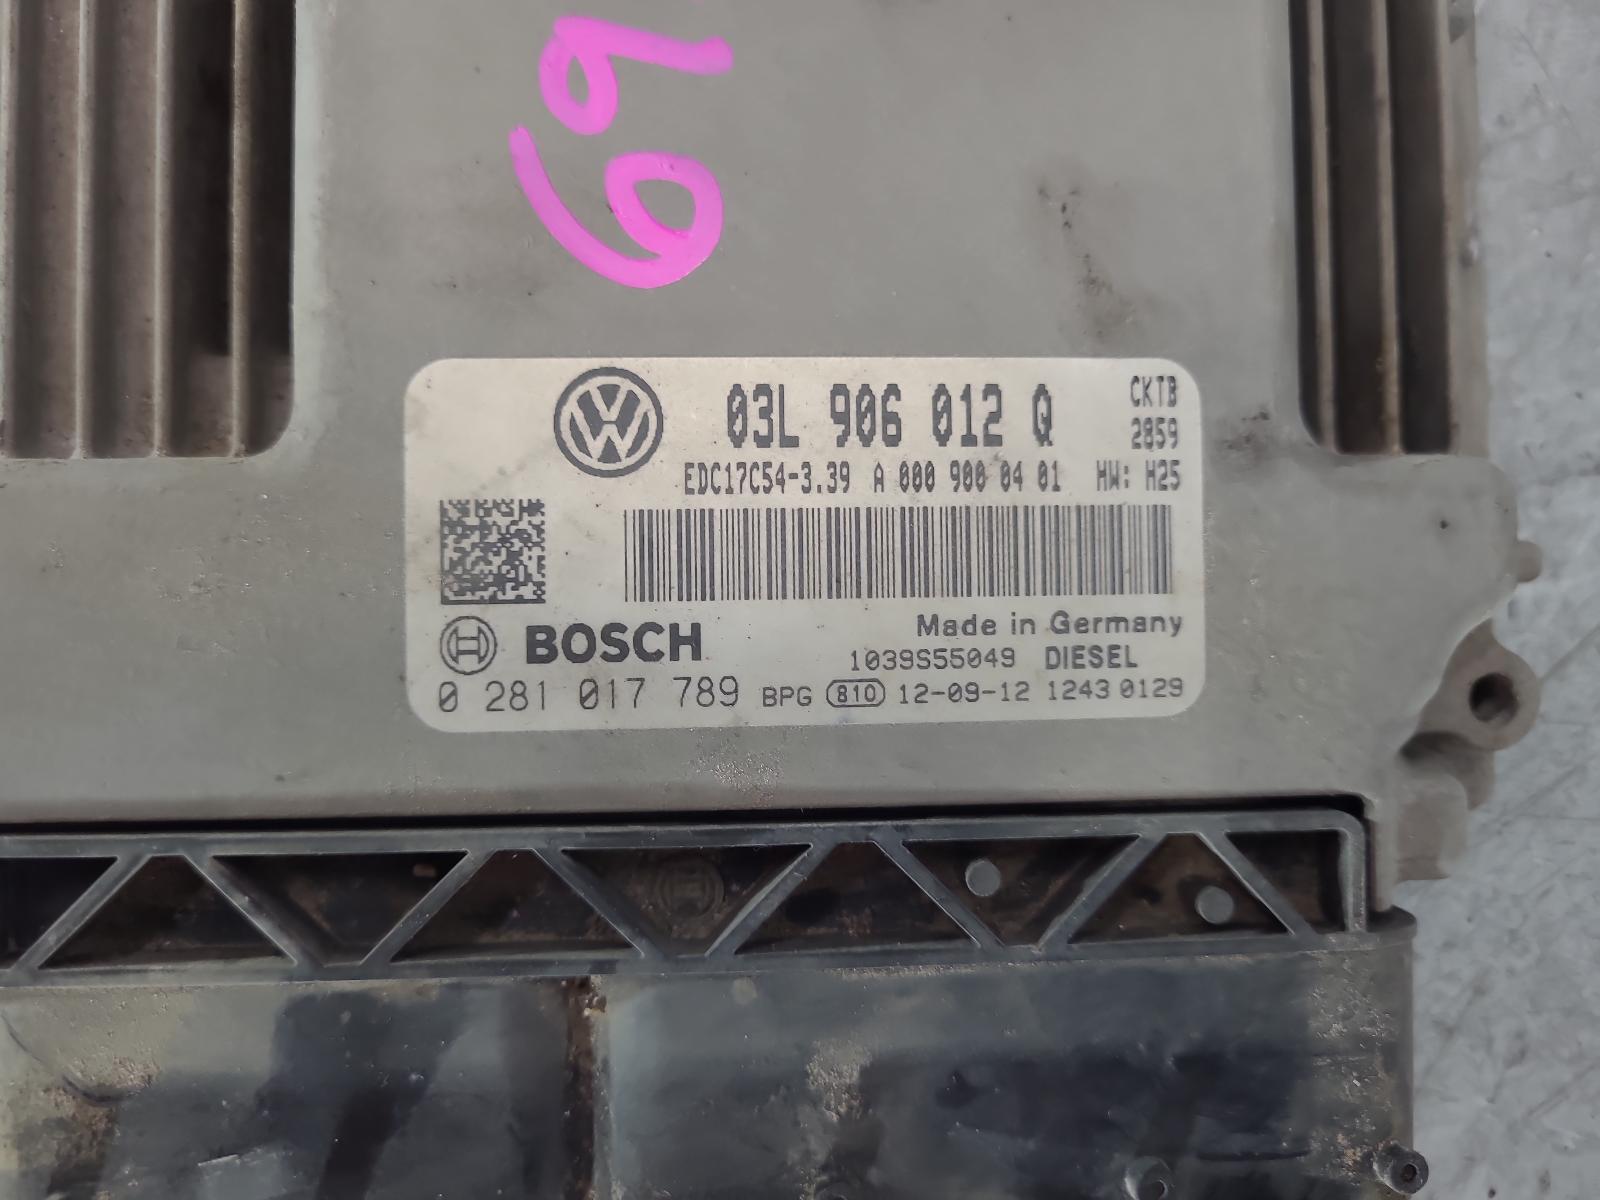 69
03L 906 012 Q
CKTB
2859
EDC17C54-3.39 A 000 900 04 01 HW: H25
Made in Germany
BOSCH
1039S55049 DIESEL
0 281 017 789 BPG 810 12-09-12 1243 0129